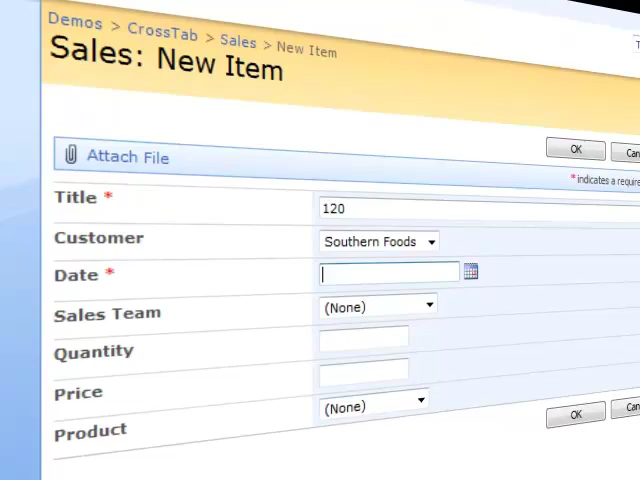 Demos > CrossTab > Sales > New Item
Sales: New Item
OK
Attach File
* indicates a
Title *
120
Customer
Southern Foods
Date *
Sales Team
(None)
Quantity
Price
Product
(None)
OK